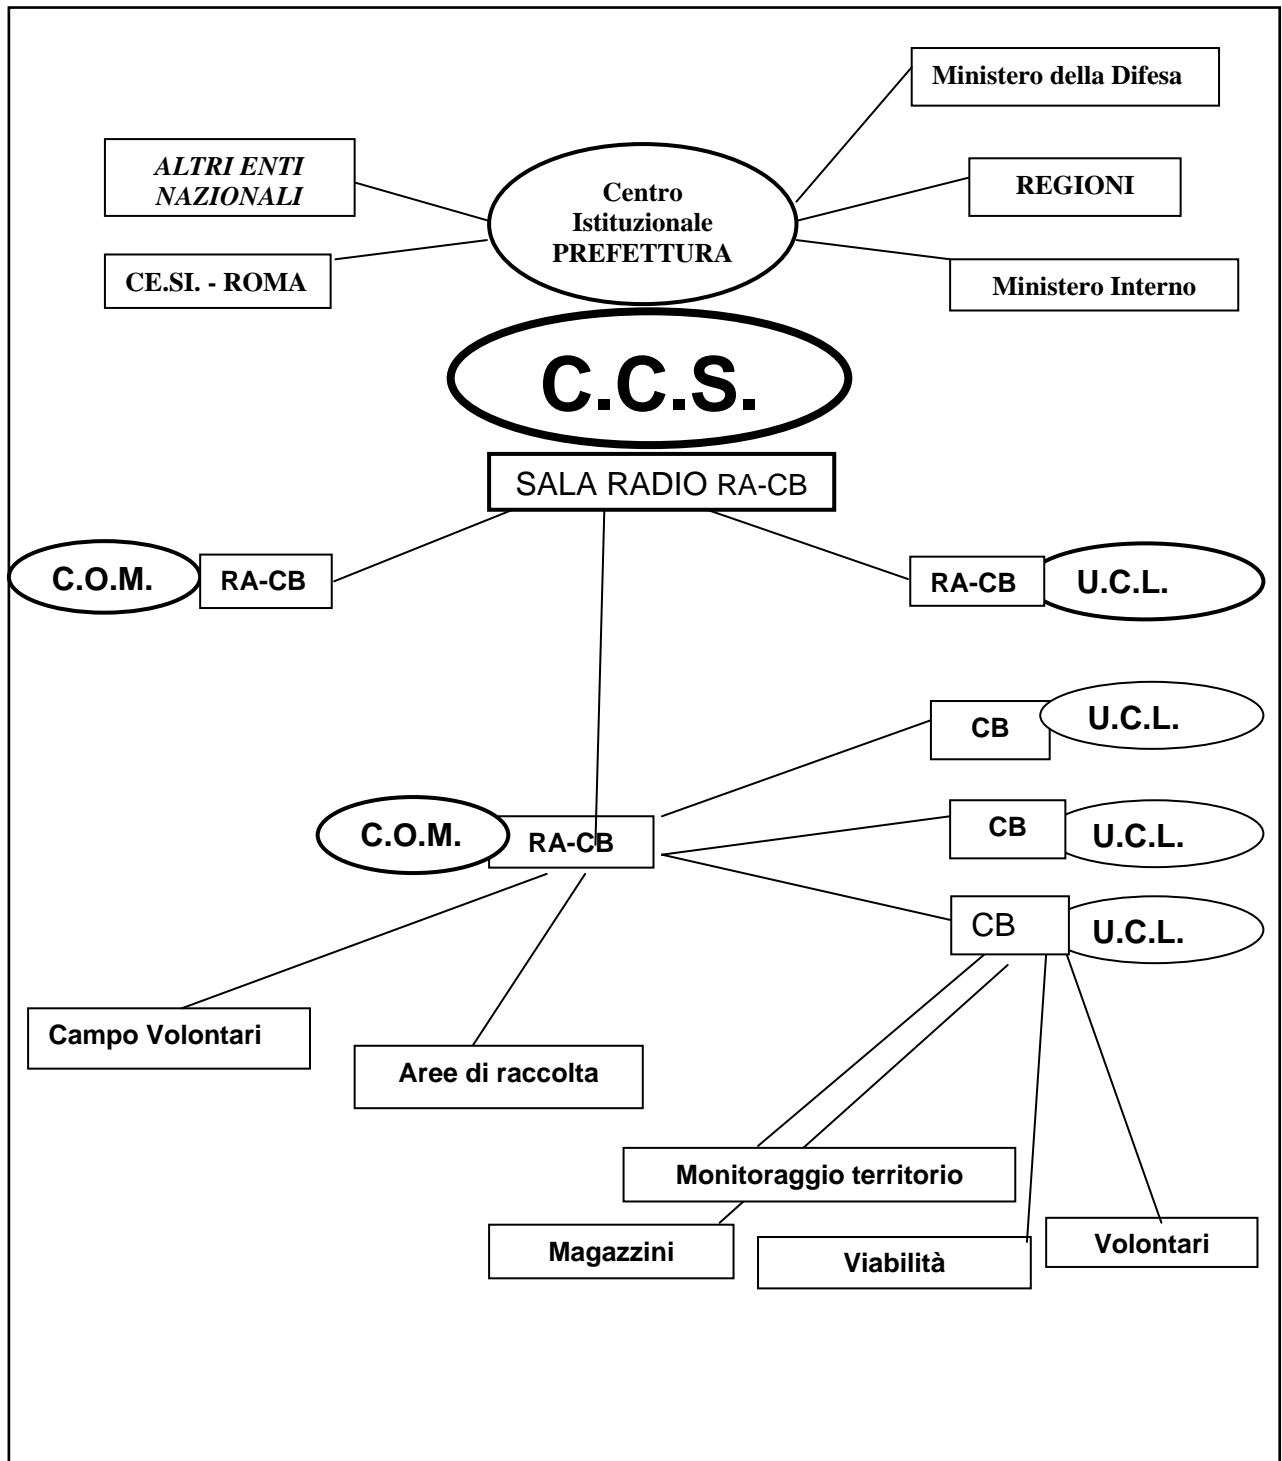 Ministero della Difesa
ALTRI ENTI
NAZIONALI
Centro
Istituzionale
PREFETTURA
REGIONI
CE.SI. - ROMA
Ministero Interno
C.C.S.
SALA RADIO RA-CB
C.O.M.
RA-CB
RA-CB
U.C.L.
CB
U.C.L.
C.O.M.
RA-CB
CB
U.C.L.
CB
U.C.L.
Campo Volontari
Aree di raccolta
Monitoraggio territorio
Magazzini
Viabilità
Volontari